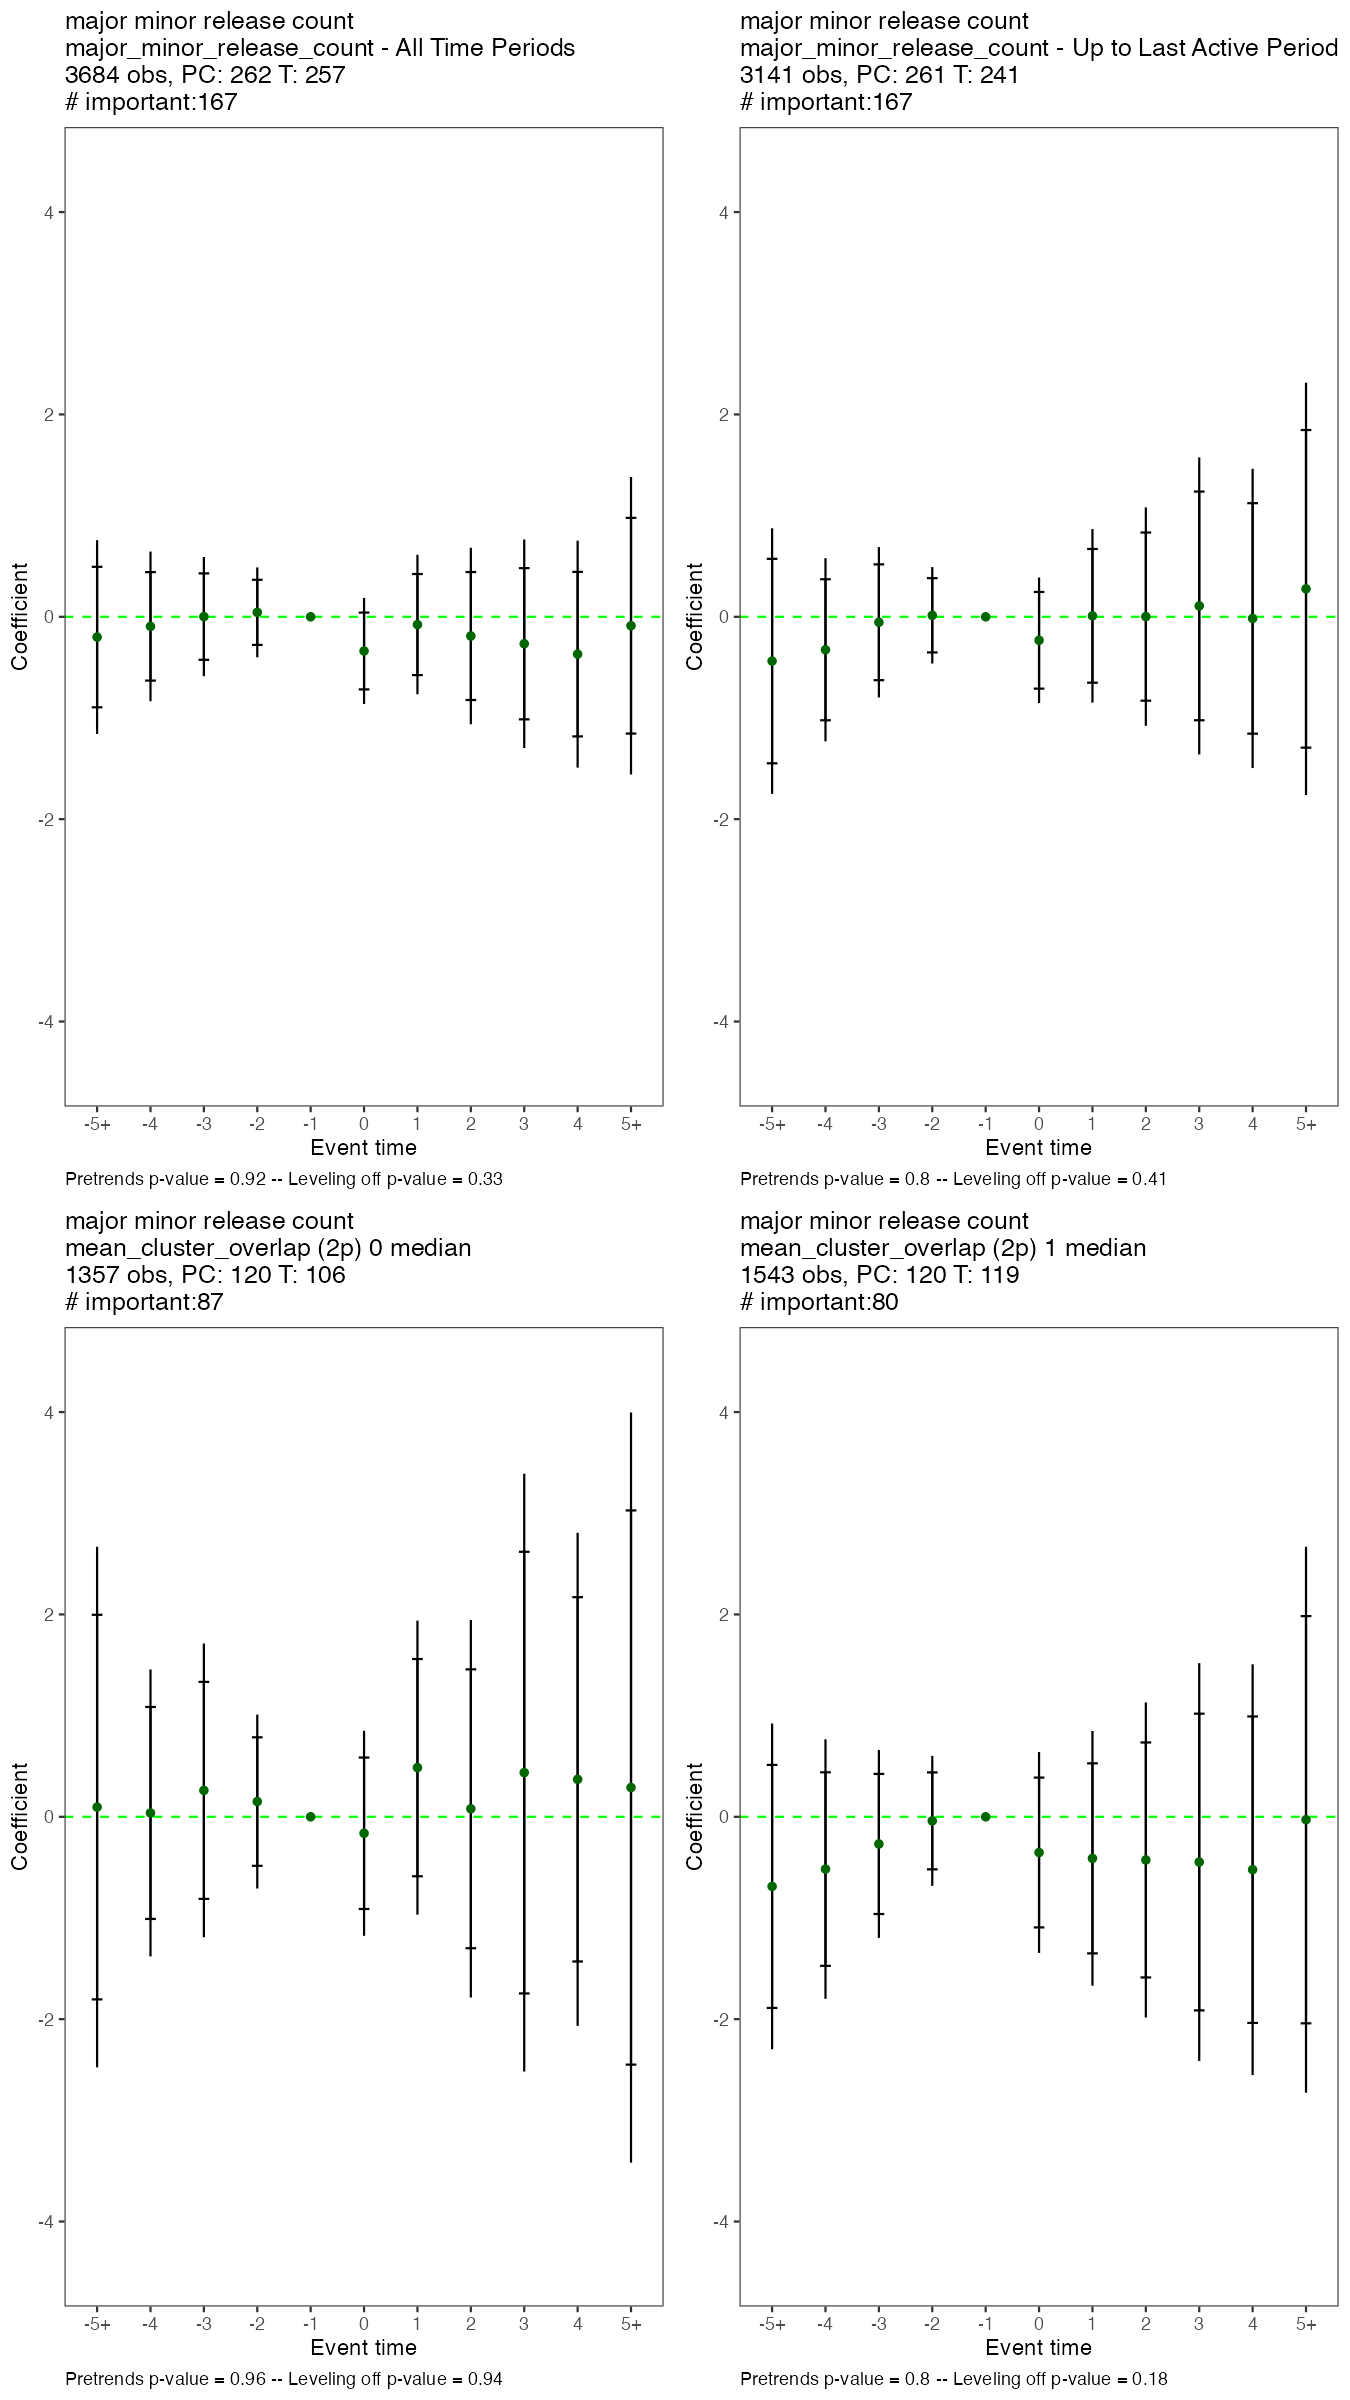 major minor release count
major_minor_release_count - All Time Periods
3684 obs, PC: 262 T: 257
# important:167
4
2
0
-2
-4
Coefficient
-5+ -4 -3 -2 -1 0 1 2 3 4 5+
Event time
Pretrends p-value = 0.92 -- Leveling off p-value = 0.33
major minor release count
major_minor_release_count - Up to Last Active Period
3141 obs, PC: 261 T: 241
# important:167
4
2
0
-2
-4
Coefficient
-5+ -4 -3 -2 -1 0 1 2 3 4 5+
Event time
Pretrends p-value = 0.8 -- Leveling off p-value = 0.41
major minor release count
mean_cluster_overlap (2p) 0 median
1357 obs, PC: 120 T: 106
# important:87
4
2
0
-2
-4
Coefficient
-5+ -4 -3 -2 -1 0 1 2 3 4 5+
Event time
Pretrends p-value = 0.96 -- Leveling off p-value = 0.94
major minor release count
mean_cluster_overlap (2p) 1 median
1543 obs, PC: 120 T: 119
# important:80
4
2
0
-2
-4
Coefficient
-5+ -4 -3 -2 -1 0 1 2 3 4 5+
Event time
Pretrends p-value = 0.8 -- Leveling off p-value = 0.18